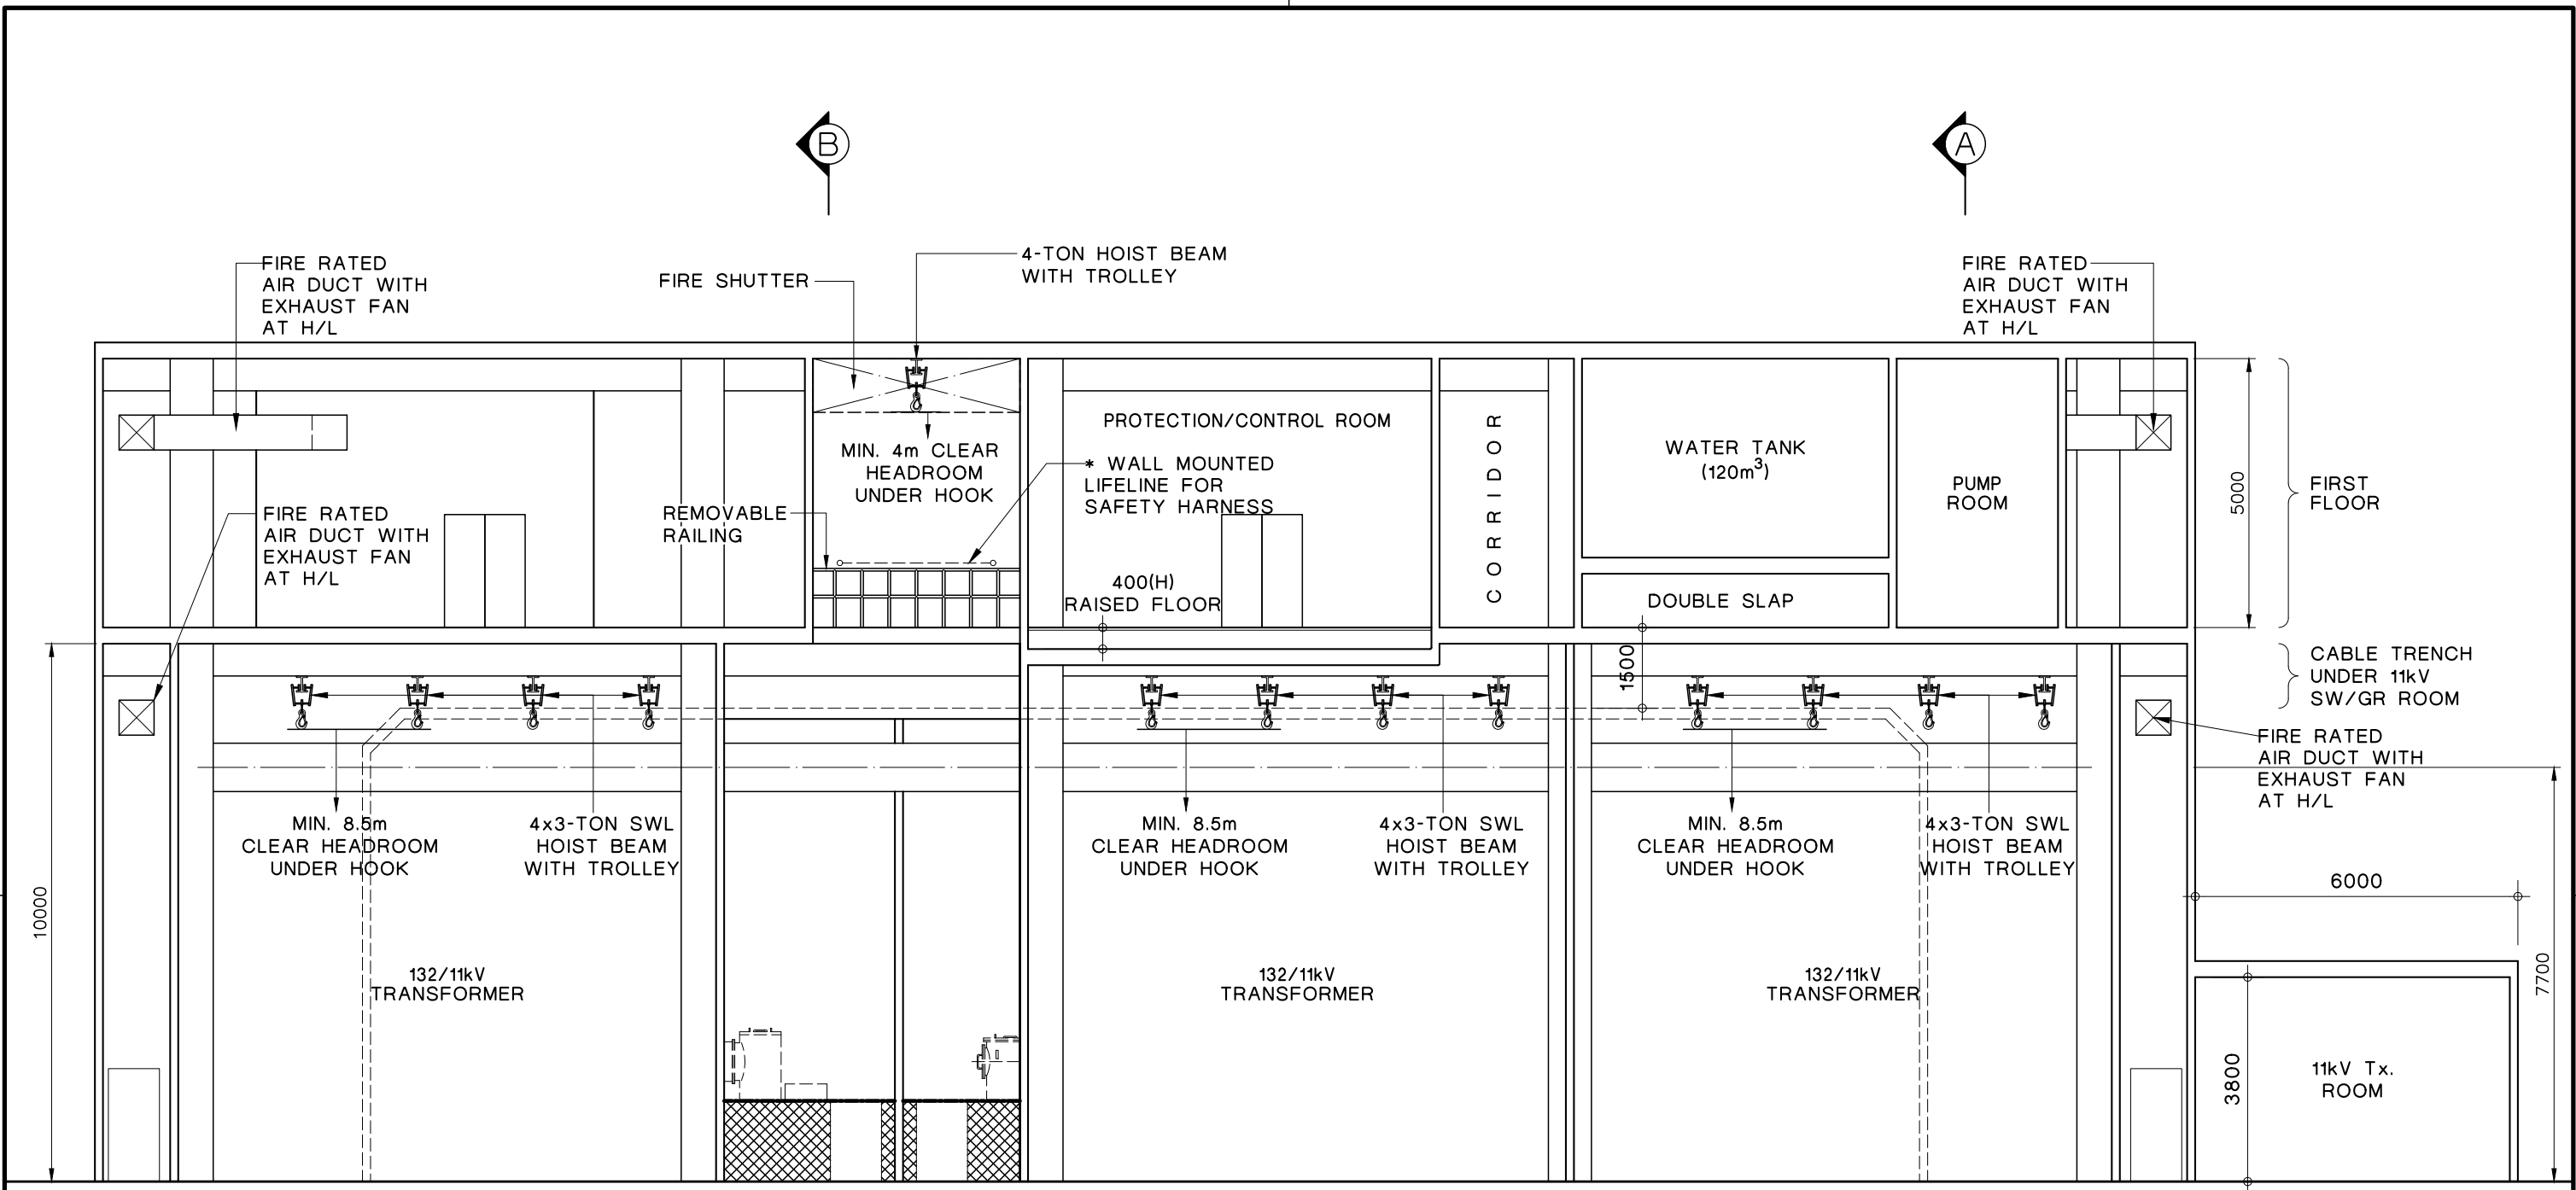 B
A
4-TON HOIST BEAM
WITH TROLLEY
FIRE SHUTTER
FIRE RATED
AIR DUCT WITH
EXHAUST FAN
AT H/L
FIRE RATED
AIR DUCT WITH
EXHAUST FAN
AT H/L
MIN. 4m CLEAR
HEADROOM
UNDER HOOK
PROTECTION/CONTROL ROOM
* WALL MOUNTED
LIFELINE FOR
SAFETY HARNESS
CORRIDOR
WATER TANK
(120m³)
PUMP
ROOM
5000
FIRST
FLOOR
FIRE RATED
AIR DUCT WITH
EXHAUST FAN
AT H/L
REMOVABLE
RAILING
400(H)
RAISED FLOOR
DOUBLE SLAP
1500
CABLE TRENCH
UNDER 11kV
SW/GR ROOM
FIRE RATED
AIR DUCT WITH
EXHAUST FAN
AT H/L
MIN. 8.5m
CLEAR HEADROOM
UNDER HOOK
4x3-TON SWL
HOIST BEAM
WITH TROLLEY
MIN. 8.5m
CLEAR HEADROOM
UNDER HOOK
4x3-TON SWL
HOIST BEAM
WITH TROLLEY
MIN. 8.5m
CLEAR HEADROOM
UNDER HOOK
4x3-TON SWL
HOIST BEAM
WITH TROLLEY
10000
6000
7700
132/11kV
TRANSFORMER
132/11kV
TRANSFORMER
132/11kV
TRANSFORMER
3800
11kV Tx.
ROOM